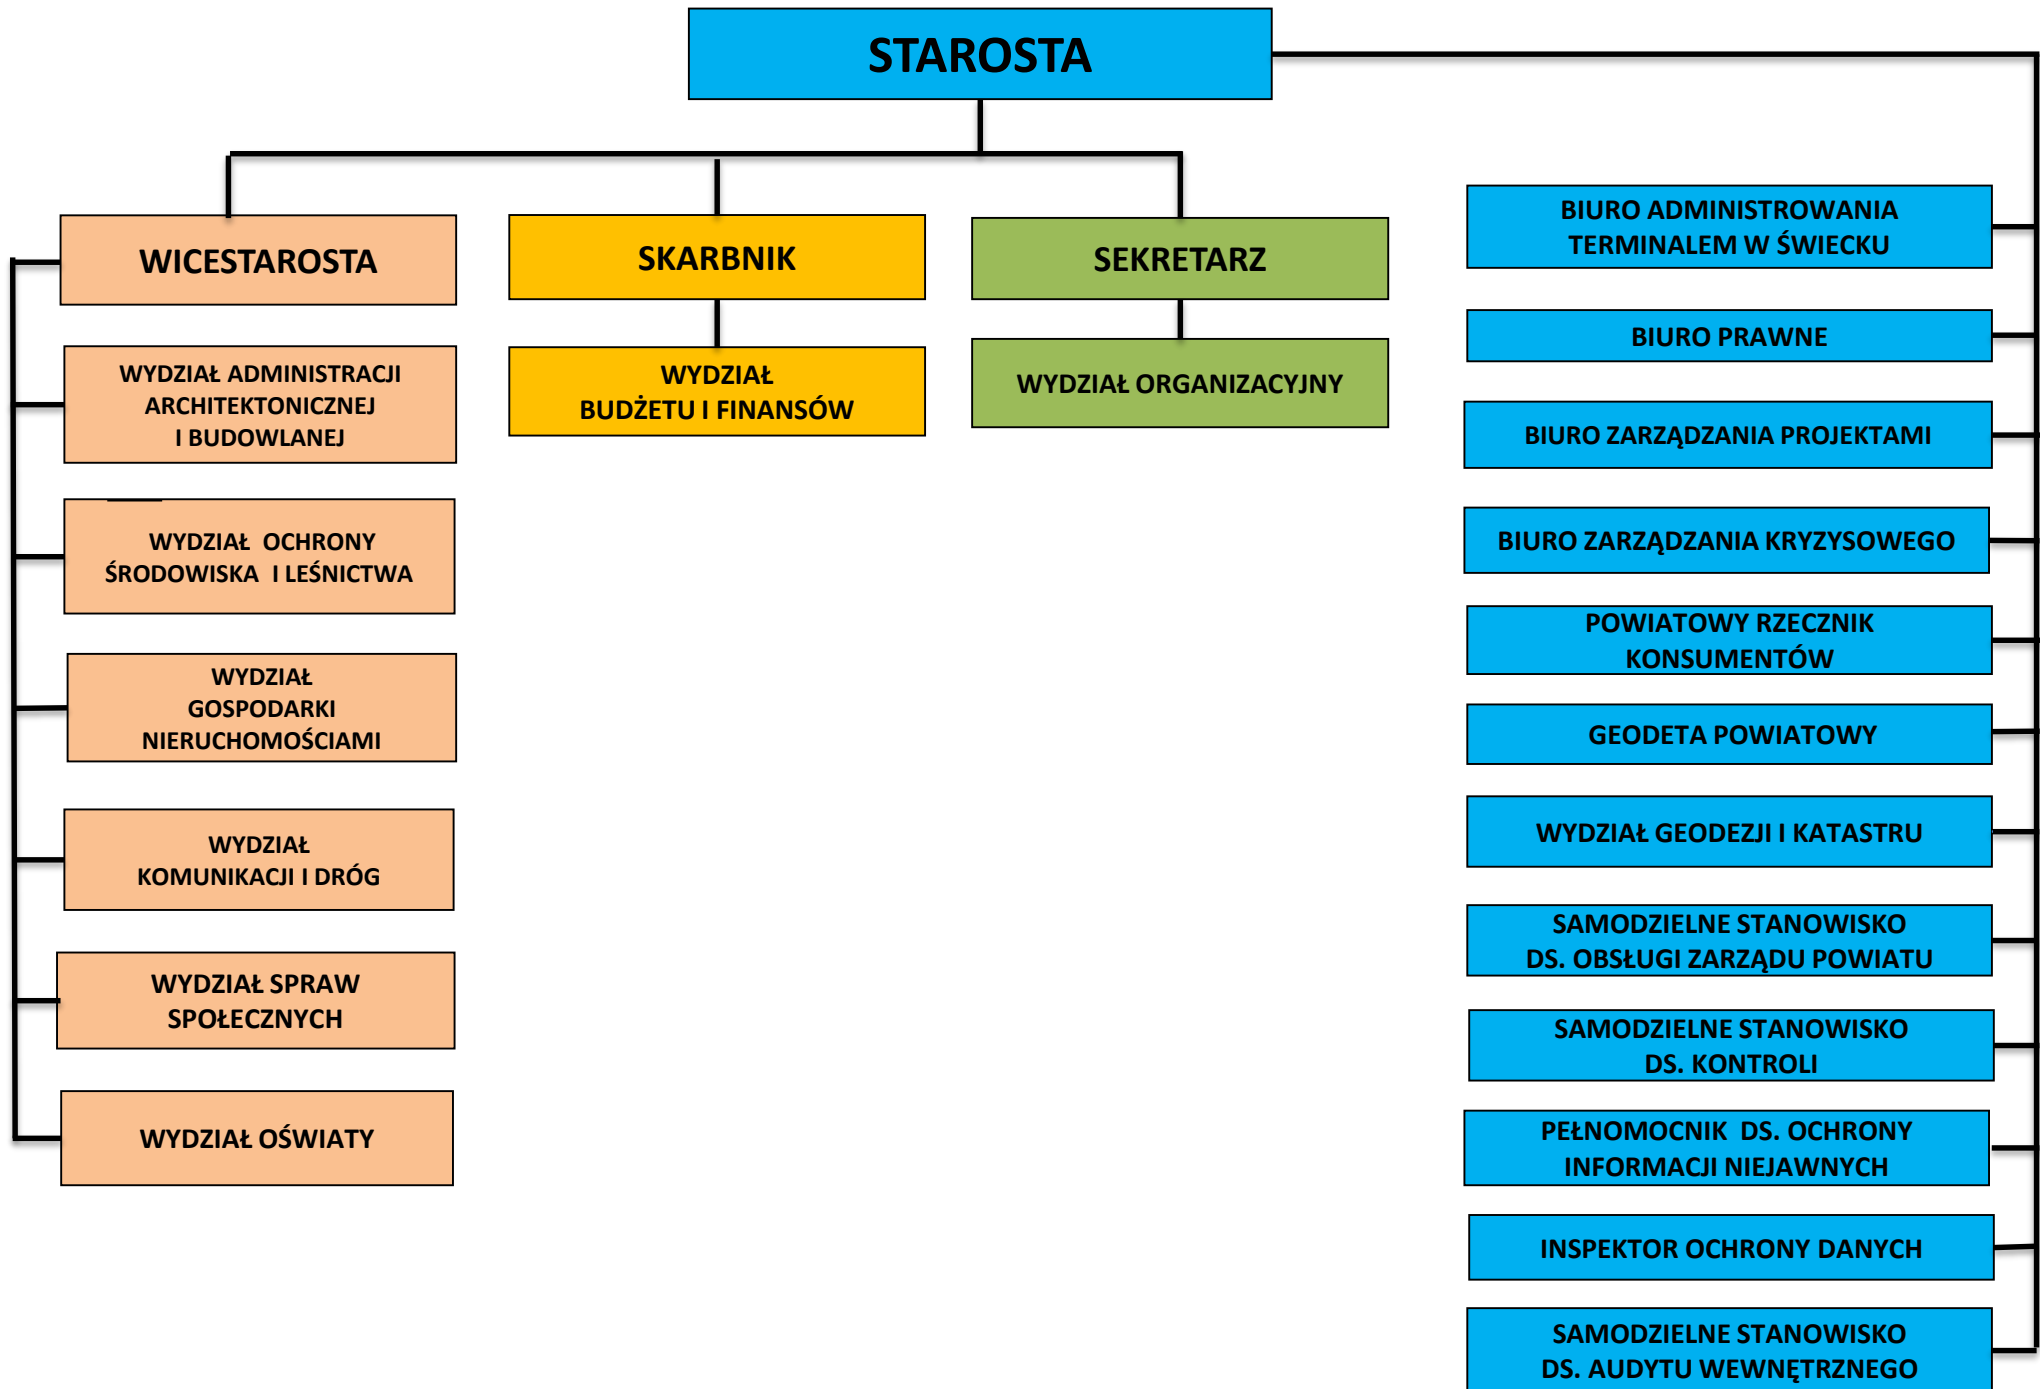 STAROSTA
WICESTAROSTA
WYDZIAŁ ADMINISTRACJI
ARCHITEKTONICZNEJ
I BUDOWLANEJ
WYDZIAŁ OCHRONY
ŚRODOWISKA I LEŚNICTWA
WYDZIAŁ
GOSPODARKI
NIERUCHOMOŚCIAMI
WYDZIAŁ
KOMUNIKACJI I DRÓG
WYDZIAŁ SPRAW
SPOŁECZNYCH
WYDZIAŁ OŚWIATY
SKARBNIK
WYDZIAŁ
BUDŻETU I FINANSÓW
SEKRETARZ
WYDZIAŁ ORGANIZACYJNY
BIURO ADMINISTROWANIA
TERMINALEM W ŚWIECKU
BIURO PRAWNE
BIURO ZARZĄDZANIA PROJEKTAMI
BIURO ZARZĄDZANIA KRYZYSOWEGO
POWIATOWY RZECZNIK
KONSUMENTÓW
GEODETA POWIATOWY
WYDZIAŁ GEODEZJI I KATASTRU
SAMODZIELNE STANOWISKO
DS. OBSŁUGI ZARZĄDU POWIATU
SAMODZIELNE STANOWISKO
DS. KONTROLI
PEŁNOMOCNIK DS. OCHRONY
INFORMACJI NIEJAWNYCH
INSPEKTOR OCHRONY DANYCH
SAMODZIELNE STANOWISKO
DS. AUDYTU WEWNĘTRZNEGO